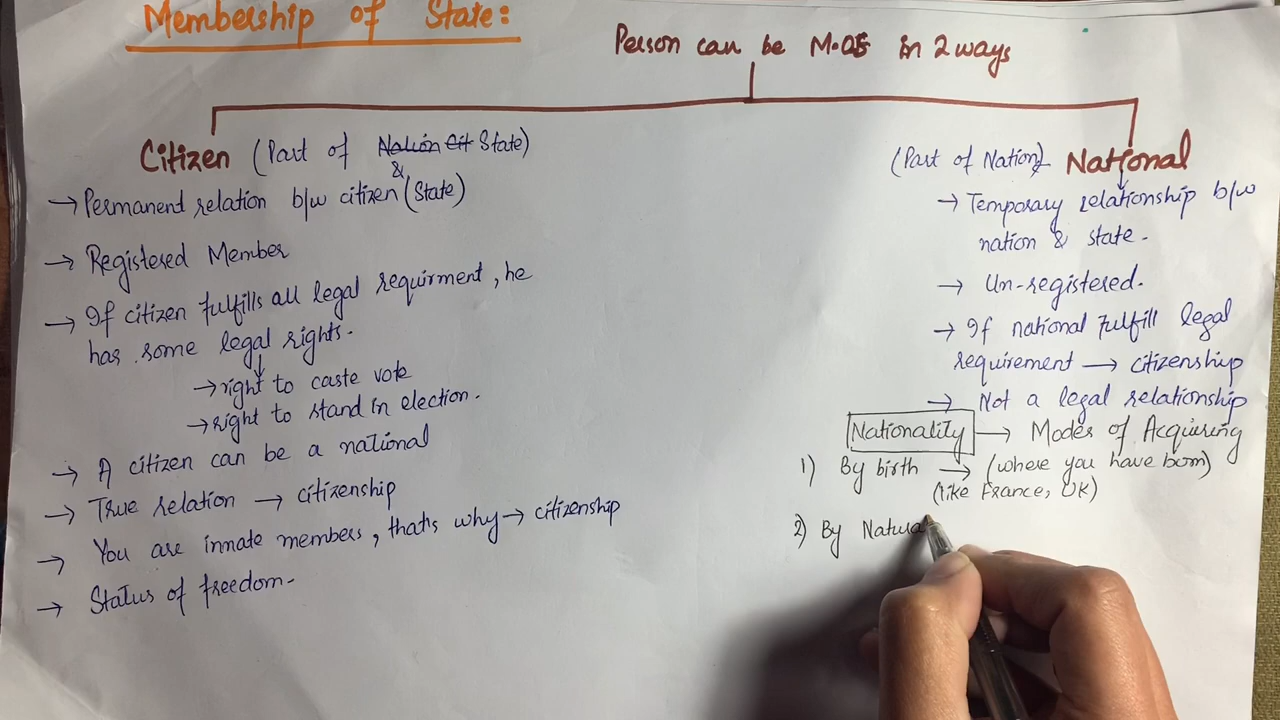 Membership of State:
Person can be M.OS in 2 ways
Citizen (Part of Nation Cit State)
&
→ Permanend relation b/w citizen (State)
→ Registesed Member
→ If citizen fulfills all legal requirment, he
has some legal rights.
→ right to caste vote
→ right to stand in election.
→ A citizen can be a national
→ True relation → citizenship
→ You are innate members, that's why → citizenship
→ Status of freedom.
(Part of Nation) National
→ Temporary relationship b/w
nation & state.
→ Un-registered.
→ If national fulfill legal
requirement → citizenship
→ Not a legal relationship
Nationality → Modes of Acquiring
1) By birth → (where you have born)
(like France, UK)
2) By Natura